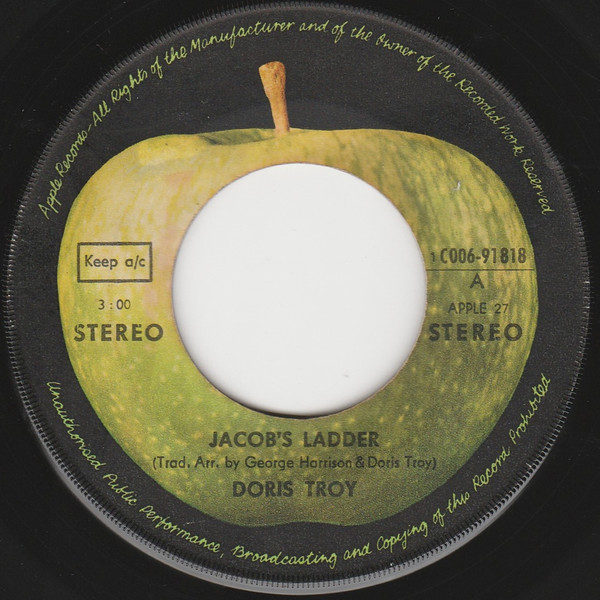 Apple Records-All Rights of the Manufacturer and of the Owner of the Recorded Work Reserved
Keep a/c
3:00
STEREO
1C006-91818
A
APPLE 27
STEREO
JACOB'S LADDER
(Trad. Arr. by George Harrison & Doris Troy)
DORIS TROY
Unauthorised Public Performance, Broadcasting and Copying of this Record Prohibited